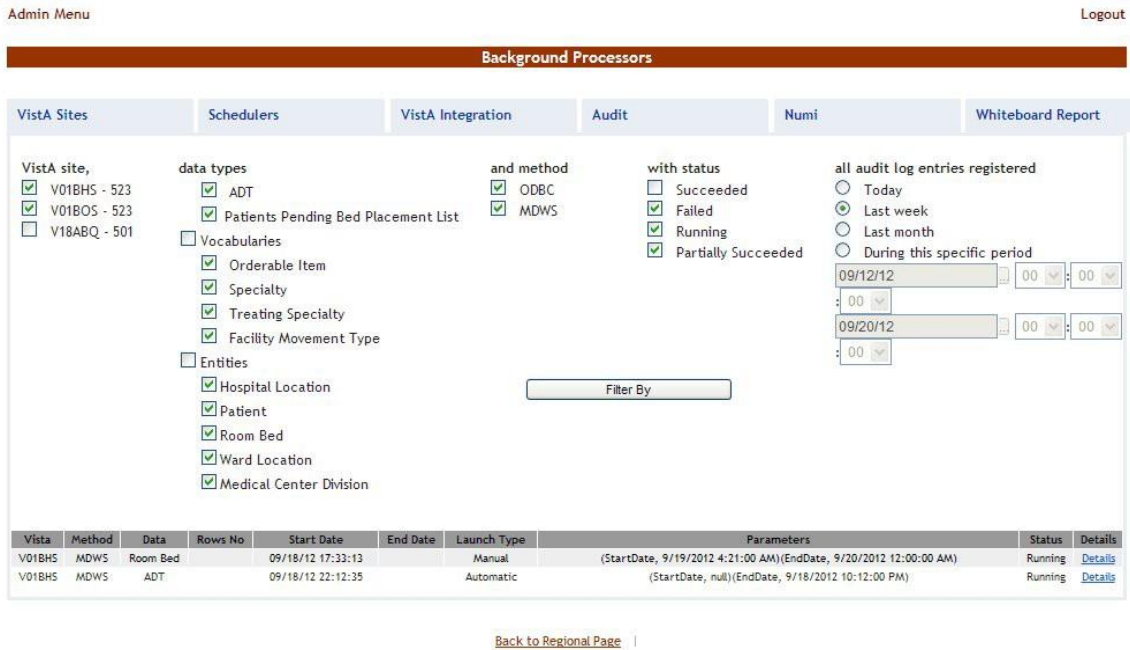 Admin Menu Logout
Background Processors
VistA Sites Schedulers VistA Integration Audit Numi Whiteboard Report
VistA site, data types and method with status all audit log entries registered
V01BHS - 523 ADT ODBC Succeeded Today
V01BOS - 523 Patients Pending Bed Placement List MDWS Failed Last week
V18ABQ - 501 Vocabularies Running Last month
Orderable Item Partially Succeeded During this specific period
Specialty 09/12/12 ... 00 : 00
Treating Specialty : 00
Facility Movement Type 09/20/12 ... 00 : 00
Entities : 00
Hospital Location Filter By
Patient
Room Bed
Ward Location
Medical Center Division
Vista Method Data Rows No Start Date End Date Launch Type Parameters Status Details
V01BHS MDWS Room Bed 09/18/12 17:33:13 Manual (StartDate, 9/19/2012 4:21:00 AM)(EndDate, 9/20/2012 12:00:00 AM) Running Details
V01BHS MDWS ADT 09/18/12 22:12:35 Automatic (StartDate, null)(EndDate, 9/18/2012 10:12:00 PM) Running Details
Back to Regional Page |